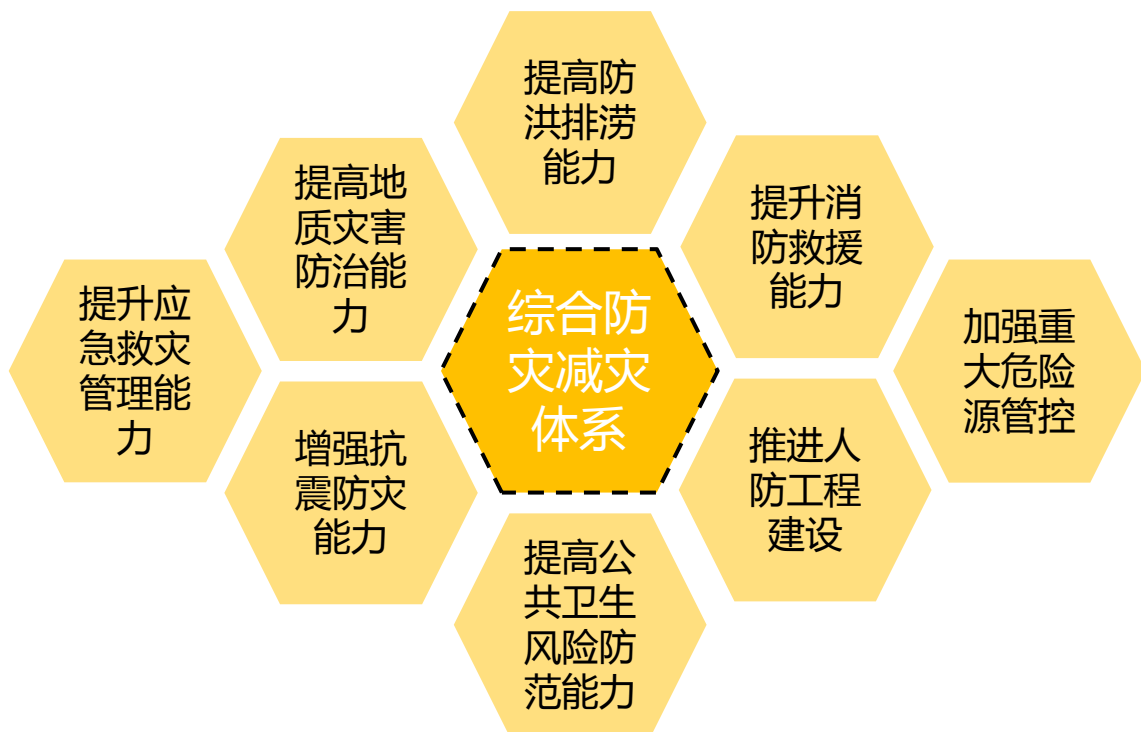 提高防
洪排涝
能力
提高地
质灾害
防治能
力
提升消
防救援
能力
提升应
急救灾
管理能
力
综合防
灾减灾
体系
加强重
大危险
源管控
增强抗
震防灾
能力
推进人
防工程
建设
提高公
共卫生
风险防
范能力